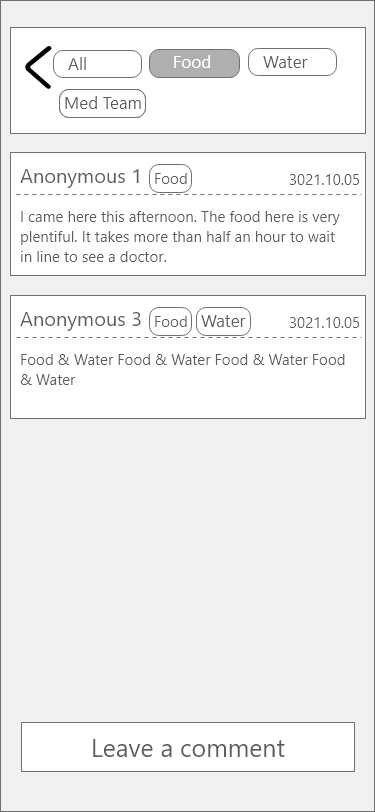 All Food Water
Med Team
Anonymous 1 Food 3021.10.05
I came here this afternoon. The food here is very
plentiful. It takes more than half an hour to wait
in line to see a doctor.
Anonymous 3 Food Water 3021.10.05
Food & Water Food & Water Food & Water Food
& Water
Leave a comment